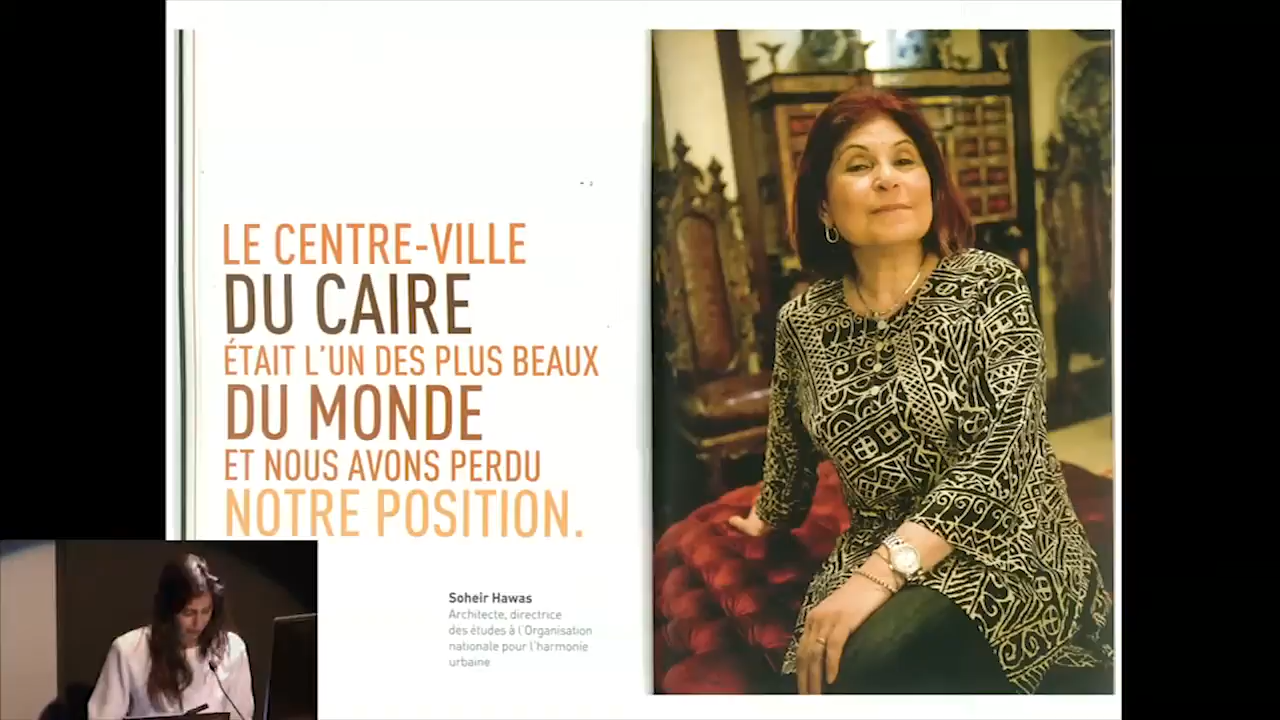 LE CENTRE-VILLE
DU CAIRE
ÉTAIT L'UN DES PLUS BEAUX
DU MONDE
ET NOUS AVONS PERDU
NOTRE POSITION.
Soheir Hawas
Architecte, directrice
des études à l'Organisation
nationale pour l'harmonie
urbaine